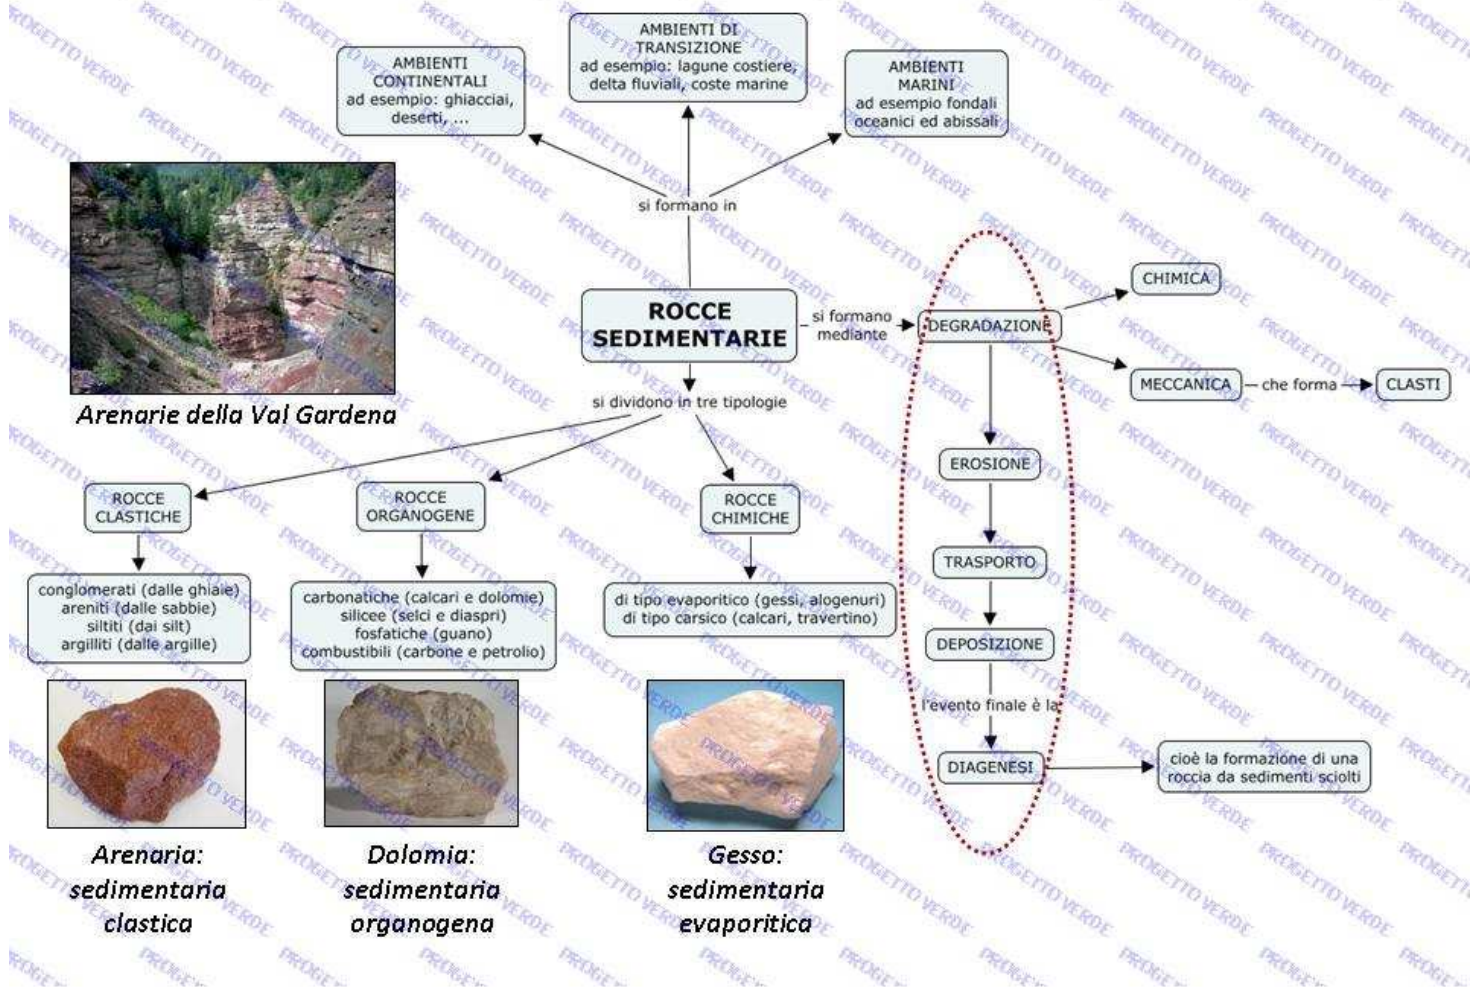 AMBIENTI
CONTINENTALI
ad esempio: ghiacciai,
deserti, ...
AMBIENTI DI
TRANSIZIONE
ad esempio: lagune costiere,
delta fluviali, coste marine
AMBIENTI
MARINI
ad esempio fondali
oceanici ed abissali
si formano in
ROCCE
SEDIMENTARIE
si formano
mediante
DEGRADAZIONE
CHIMICA
MECCANICA
che forma
CLASTI
EROSIONE
TRASPORTO
DEPOSIZIONE
l'evento finale è la
DIAGENESI
cioè la formazione di una
roccia da sedimenti sciolti
Arenarie della Val Gardena
si dividono in tre tipologie
ROCCE
CLASTICHE
conglomerati (dalle ghiaie)
areniti (dalle sabbie)
siltiti (dai silt)
argilliti (dalle argille)
ROCCE
ORGANOGENE
carbonatiche (calcari e dolomie)
silicee (selci e diaspri)
fosfatiche (guano)
combustibili (carbone e petrolio)
ROCCE
CHIMICHE
di tipo evaporitico (gessi, alogenuri)
di tipo carsico (calcari, travertino)
Arenaria:
sedimentaria
clastica
Dolomia:
sedimentaria
organogena
Gesso:
sedimentaria
evaporitica
PROGETTO VERDE